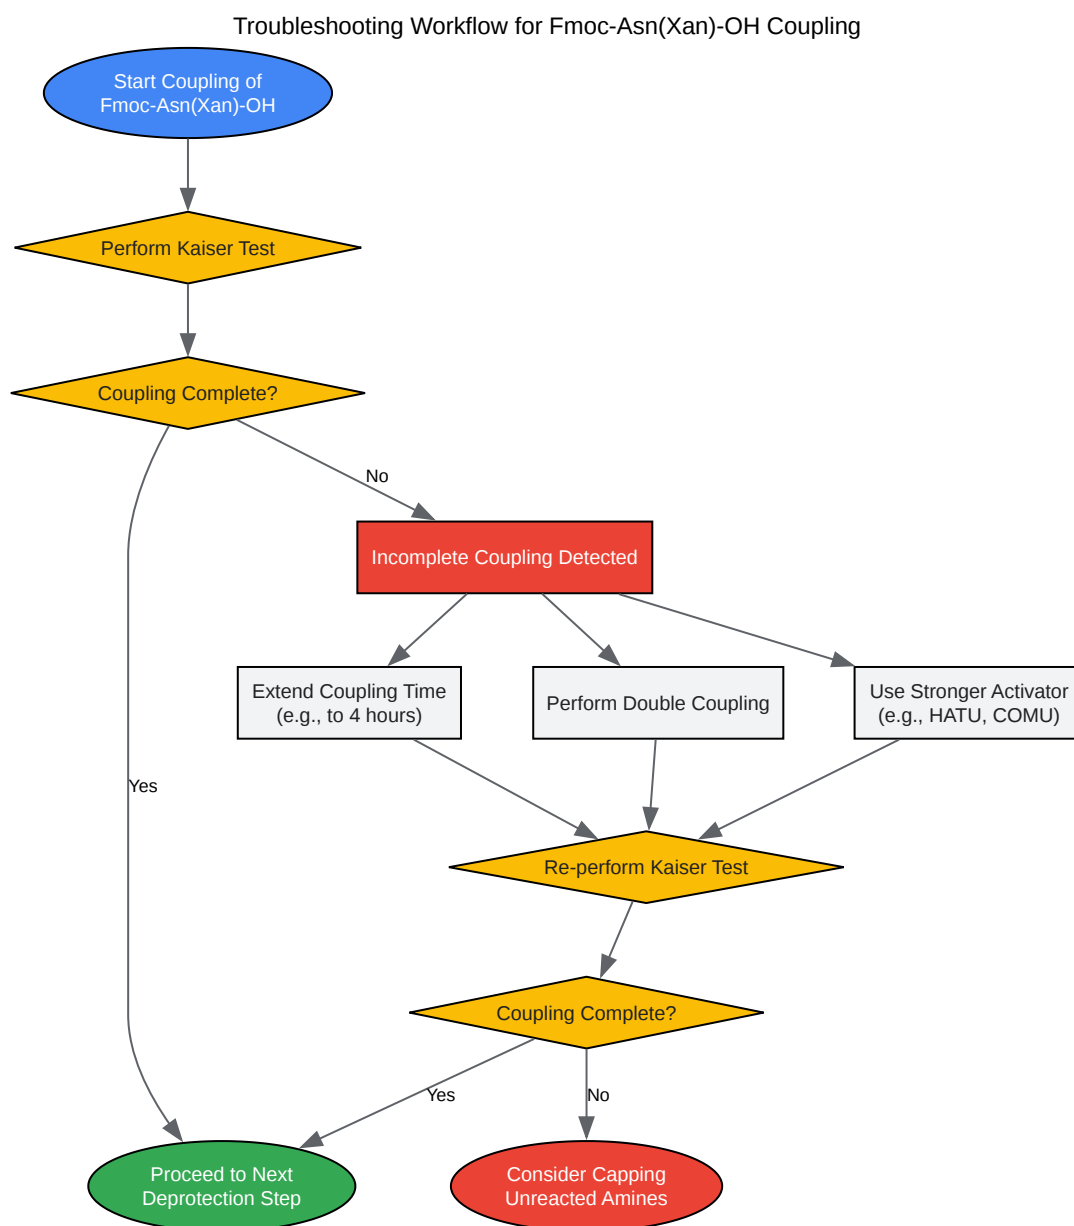 Troubleshooting Workflow for Fmoc-Asn(Xan)-OH Coupling
Start Coupling of
Fmoc-Asn(Xan)-OH
Perform Kaiser Test
Coupling Complete?
No
Incomplete Coupling Detected
Extend Coupling Time
(e.g., to 4 hours)
Perform Double Coupling
Use Stronger Activator
(e.g., HATU, COMU)
Yes
Re-perform Kaiser Test
Coupling Complete?
Yes
No
Proceed to Next
Deprotection Step
Consider Capping
Unreacted Amines